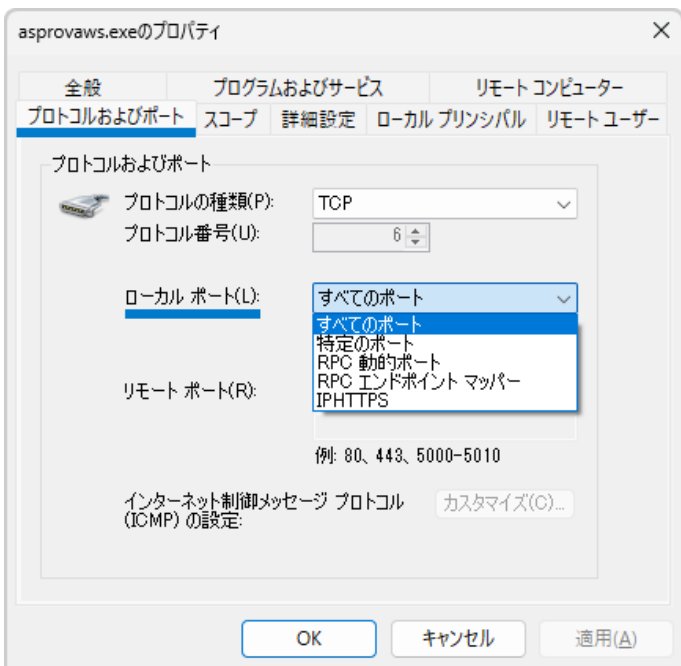 asprovaws.exeのプロパティ
全般 プログラムおよびサービス リモート コンピューター
プロトコルおよびポート スコープ 詳細設定 ローカル プリンシパル リモート ユーザー
プロトコルおよびポート
プロトコルの種類(P): TCP
プロトコル番号(U): 6
ローカル ポート(L): すべてのポート
すべてのポート
特定のポート
RPC 動的ポート
RPC エンドポイント マッパー
リモート ポート(R):
IPHTTPS
例: 80、443、5000-5010
インターネット制御メッセージ プロトコル
(ICMP) の設定:
カスタマイズ(C)...
OK キャンセル 適用(A)